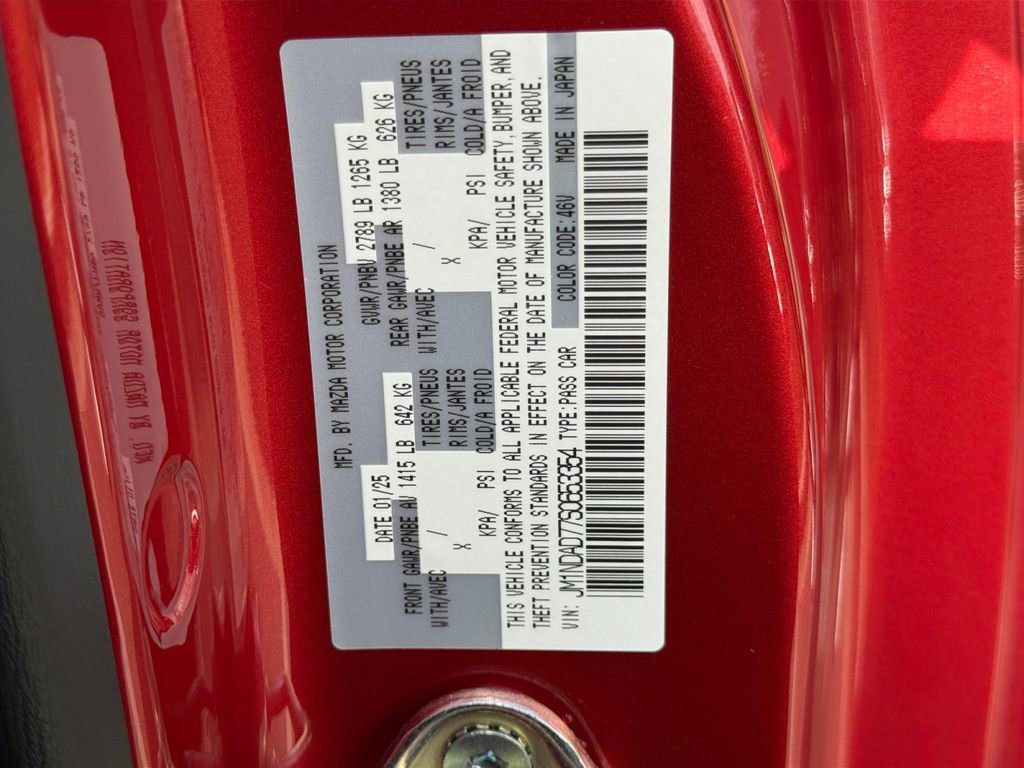 MFD. BY MAZDA MOTOR CORPORATION
DATE 01/25 GVWR/PNBV 2789 LB 1265 KG
FRONT GAWR/PNBE AV 1415 LB 642 KG REAR GAWR/PNBE AR 1380 LB 626 KG
WITH/AVEC / TIRES/PNEUS WITH/AVEC / TIRES/PNEUS
X RIMS/JANTES X RIMS/JANTES
KPA/ PSI COLD/A FROID KPA/ PSI COLD/A FROID
THIS VEHICLE CONFORMS TO ALL APPLICABLE FEDERAL MOTOR VEHICLE SAFETY, BUMPER, AND
THEFT PREVENTION STANDARDS IN EFFECT ON THE DATE OF MANUFACTURE SHOWN ABOVE.
VIN: JM1NDAD77S0653354 TYPE:PASS CAR COLOR CODE:46V MADE IN JAPAN